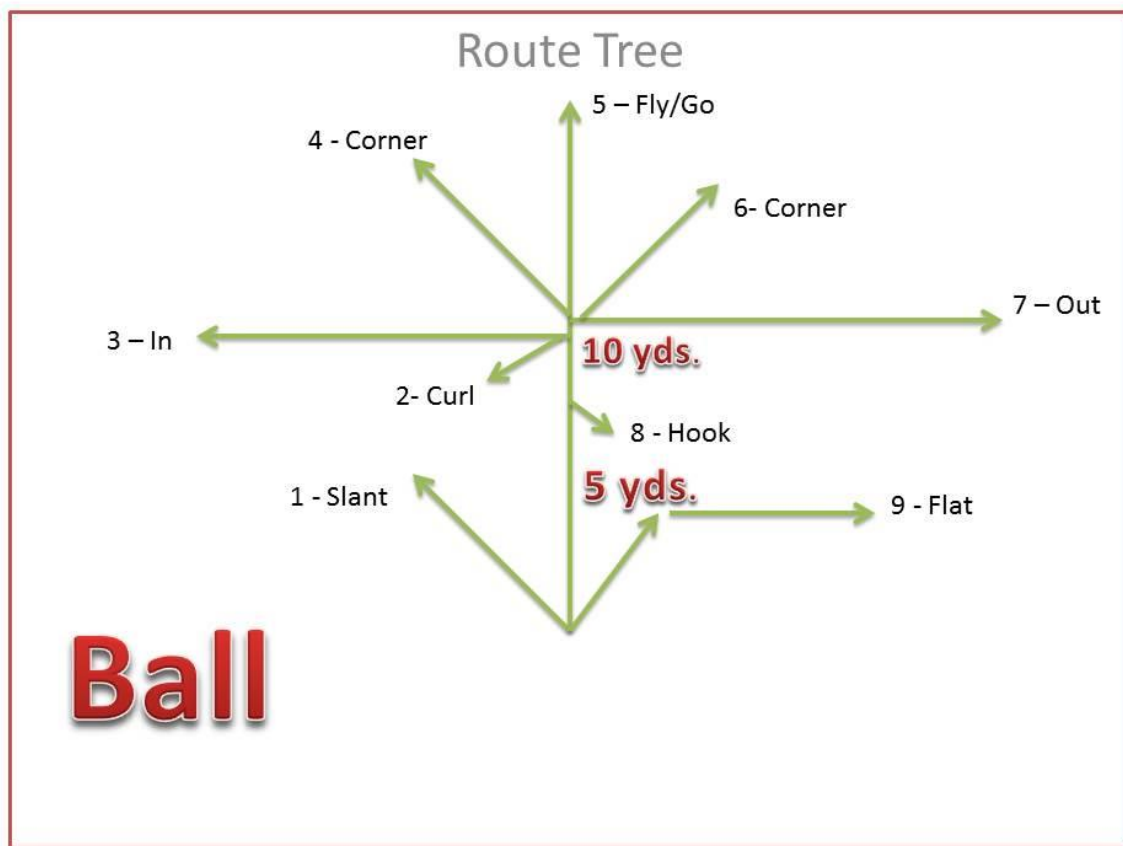 Route Tree
5 – Fly/Go
4 - Corner
6- Corner
7 – Out
3 – In
10 yds.
2- Curl
8 - Hook
5 yds.
1 - Slant
9 - Flat
Ball